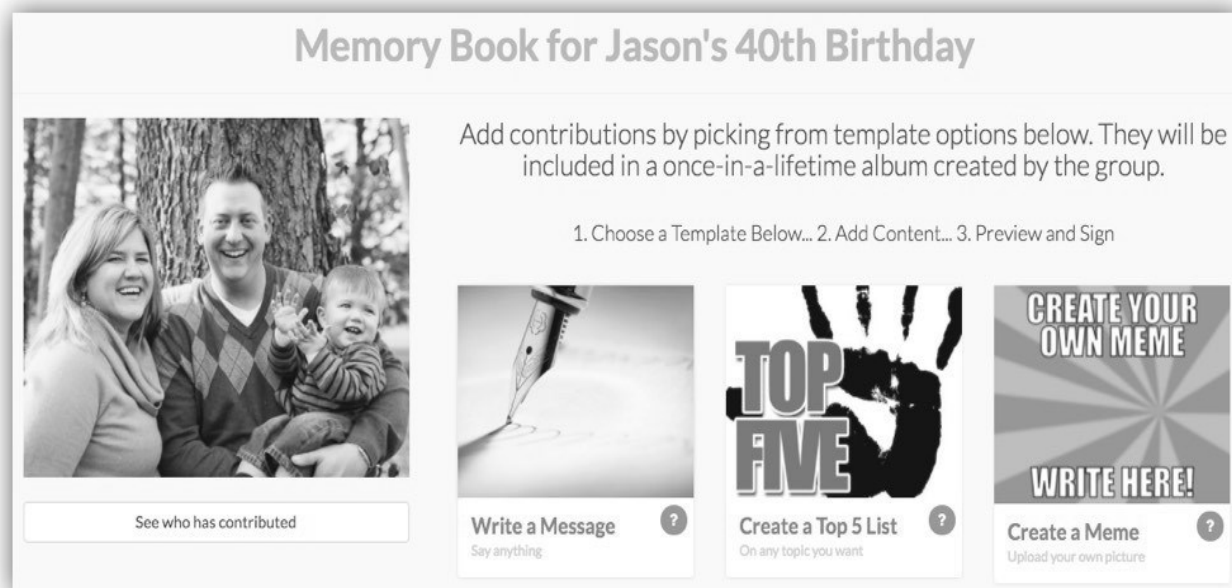 Memory Book for Jason's 40th Birthday
Add contributions by picking from template options below. They will be
included in a once-in-a-lifetime album created by the group.
1. Choose a Template Below... 2. Add Content... 3. Preview and Sign
See who has contributed
Write a Message
?
Say anything
TOP
FIVE
Create a Top 5 List
?
On any topic you want
CREATE YOUR
OWN MEME
WRITE HERE!
Create a Meme
?
Upload your own picture